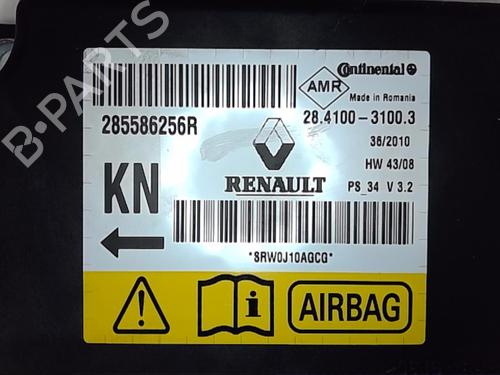 Continental
AMR
Made in Romania
285586256R
28.4100-3100.3
36/2010
HW 43/08
KN
RENAULT
PS_34 V 3.2
*8RW0J10AGCG*
i
AIRBAG
B-PARTS